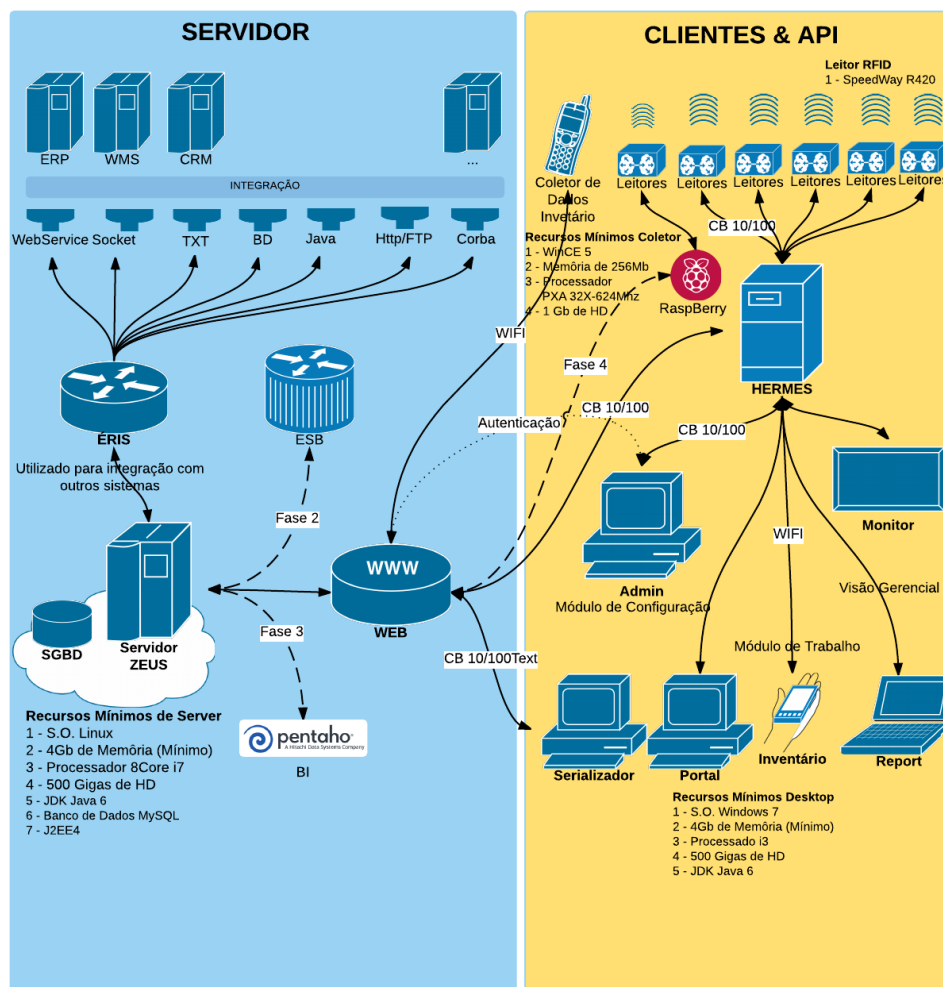 SERVIDOR
ERP
WMS
CRM
...
INTEGRAÇÃO
WebService
Socket
TXT
BD
Java
Http/FTP
Corba
ÉRIS
Utilizado para integração com
outros sistemas
ESB
Fase 2
Fase 3
SGBD
Servidor
ZEUS
WWW
WEB
pentaho
A Hitachi Data Systems Company
BI
Recursos Mínimos de Server
1 - S.O. Linux
2 - 4Gb de Memória (Mínimo)
3 - Processador 8Core i7
4 - 500 Gigas de HD
5 - JDK Java 6
6 - Banco de Dados MySQL
7 - J2EE4
CLIENTES & API
Leitor RFID
1 - SpeedWay R420
Coletor de
Dados
Invetário
Leitores
Leitores
Leitores
Leitores
Leitores
Leitores
CB 10/100
Recursos Mínimos Coletor
1 - WinCE 5
2 - Memôria de 256Mb
3 - Processador
PXA 32X-624Mhz
4 - 1 Gb de HD
RaspBerry
HERMES
WIFI
Fase 4
Autenticação
CB 10/100
CB 10/100
Monitor
WIFI
Admin
Módulo de Configuração
Visão Gerencial
Módulo de Trabalho
CB 10/100Text
Serializador
Portal
Inventário
Report
Recursos Mínimos Desktop
1 - S.O. Windows 7
2 - 4Gb de Memôria (Mínimo)
3 - Processado i3
4 - 500 Gigas de HD
5 - JDK Java 6